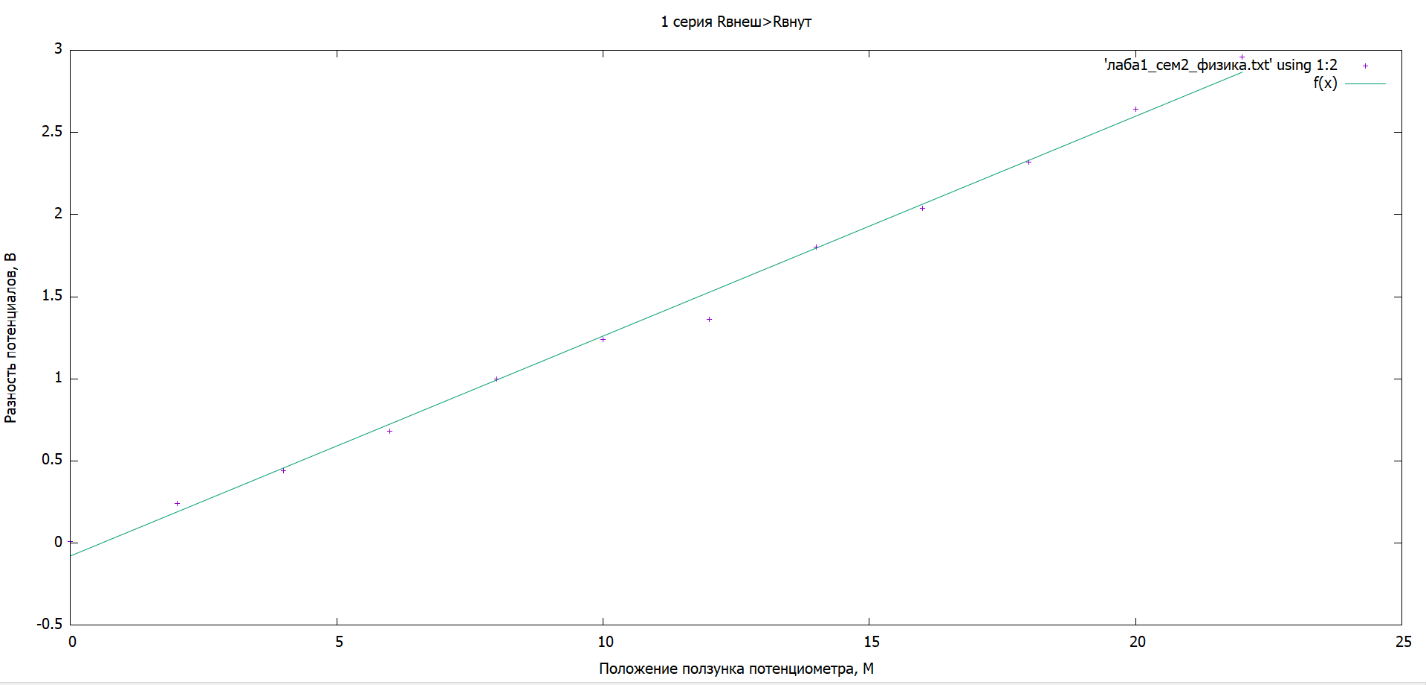 1 серия Rвнеш>Rвнут
'лаба1_сем2_физика.txt' using 1:2
f(x)
3
2.5
2
1.5
1
0.5
0
-0.5
Разность потенциалов, В
0 5 10 15 20 25
Положение ползунка потенциометра, М